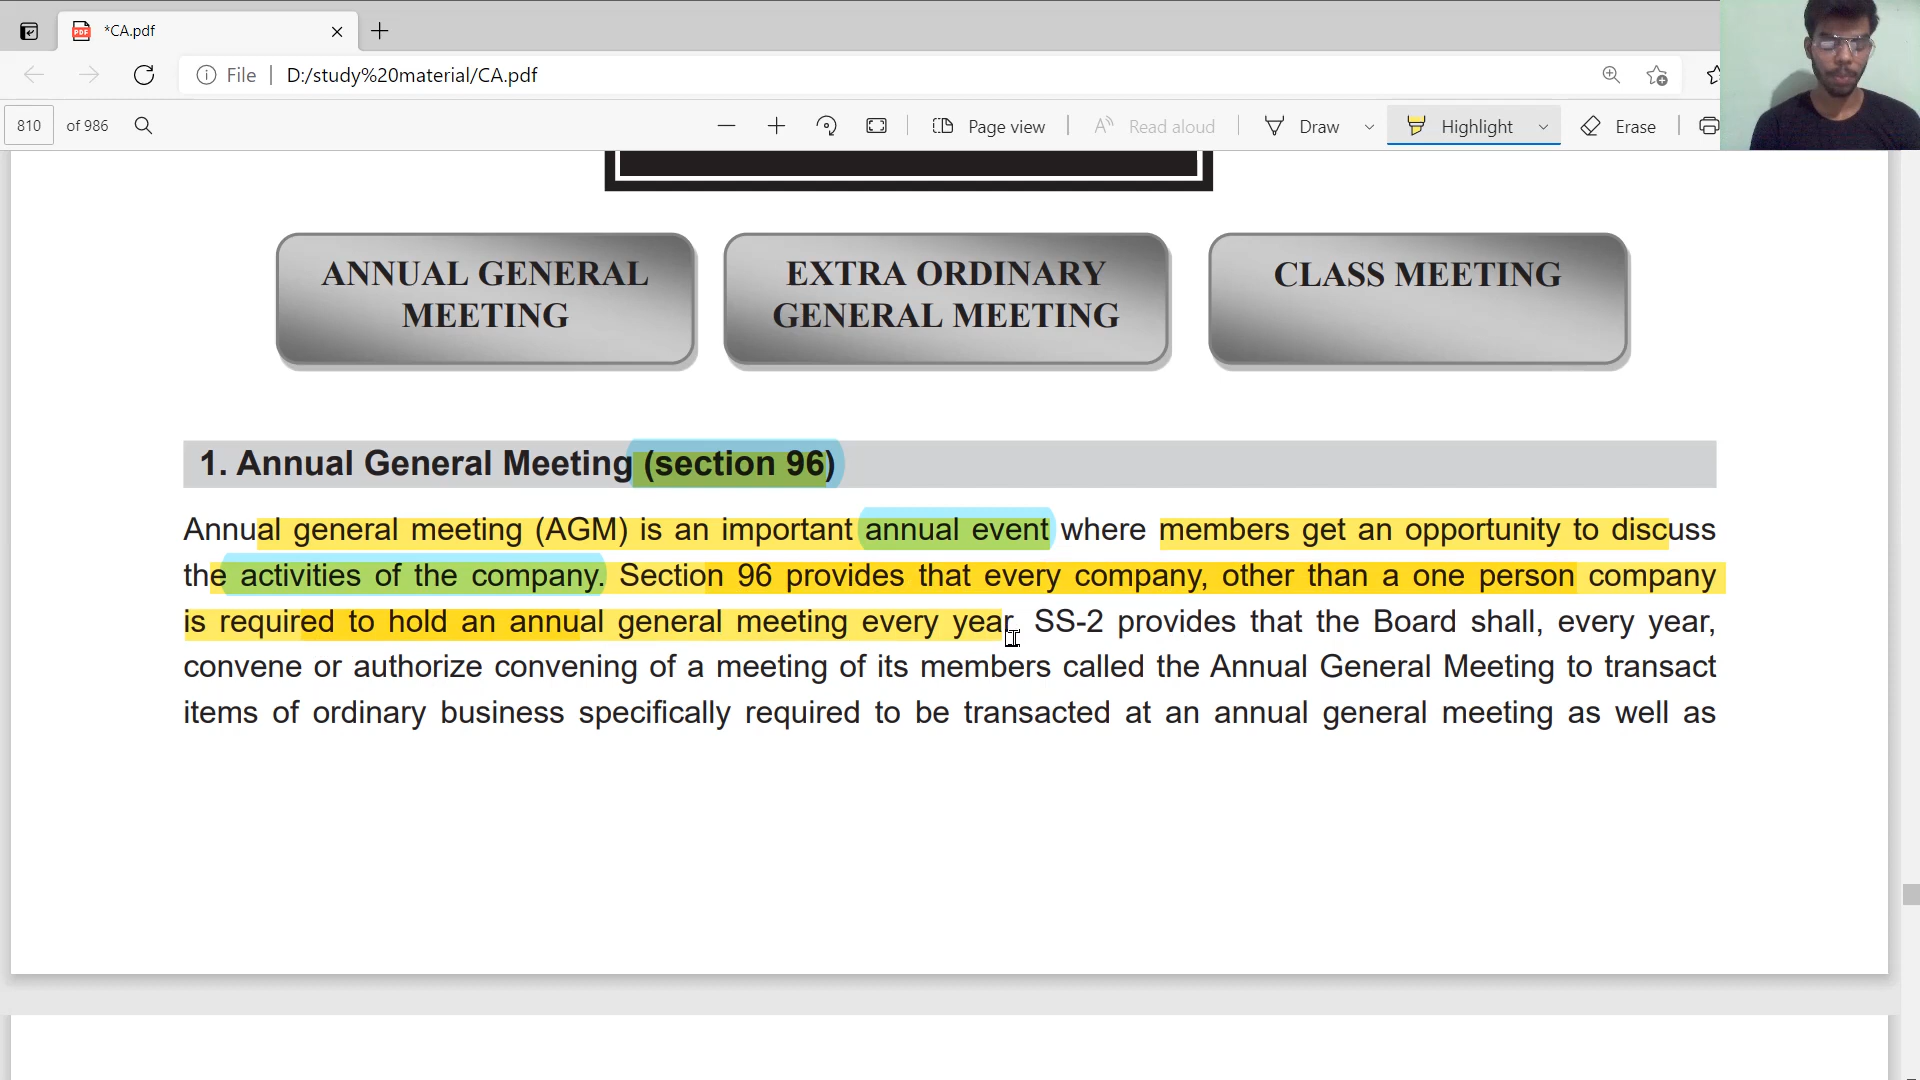 *CA.pdf
File
D:/study%20material/CA.pdf
810 of 986
Page view
Read aloud
Draw
Highlight
Erase
ANNUAL GENERAL
MEETING
EXTRA ORDINARY
GENERAL MEETING
CLASS MEETING
1. Annual General Meeting (section 96)
Annual general meeting (AGM) is an important annual event where members get an opportunity to discuss
the activities of the company. Section 96 provides that every company, other than a one person company
is required to hold an annual general meeting every year. SS-2 provides that the Board shall, every year,
convene or authorize convening of a meeting of its members called the Annual General Meeting to transact
items of ordinary business specifically required to be transacted at an annual general meeting as well as